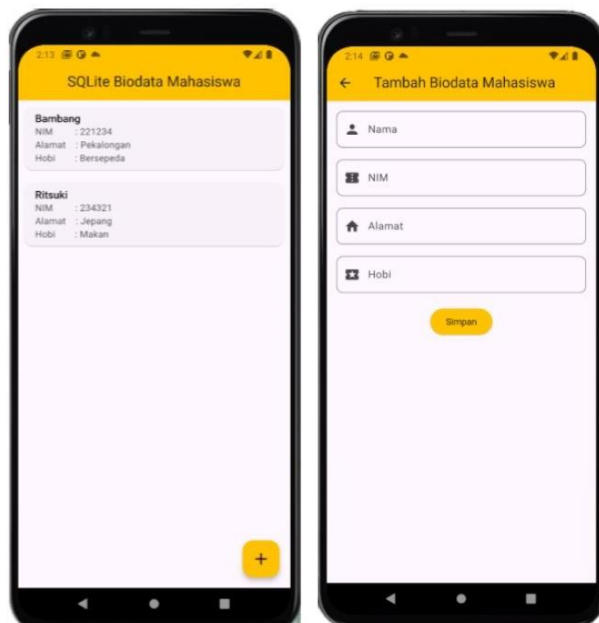 2:13
SQLite Biodata Mahasiswa
Bambang
NIM : 221234
Alamat : Pekalongan
Hobi : Bersepeda
Ritsuki
NIM : 234321
Alamat : Jepang
Hobi : Makan
+
2:14
Tambah Biodata Mahasiswa
Nama
NIM
Alamat
Hobi
Simpan